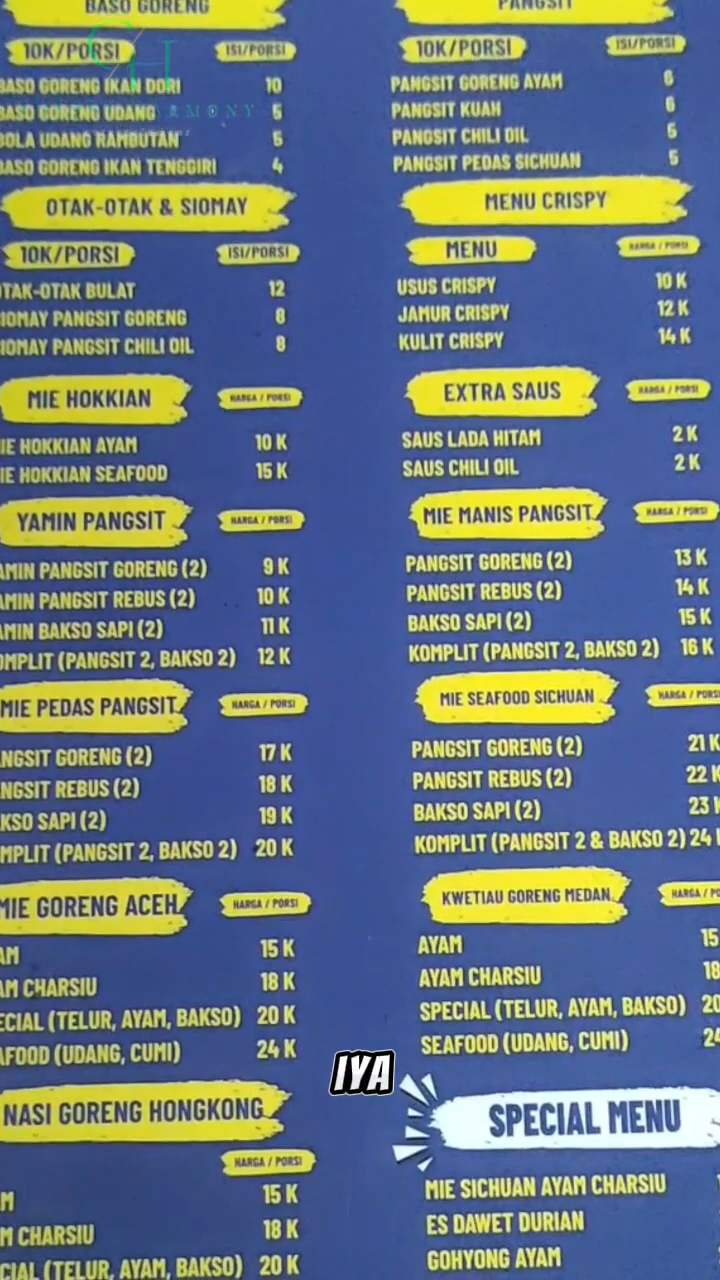 BASO GORENG
10K/PORSI ISI/PORSI
BASO GORENG IKAN DORI 10
BASO GORENG UDANG 5
BOLA UDANG RAMBUTAN 5
BASO GORENG IKAN TENGGIRI 4
OTAK-OTAK & SIOMAY
10K/PORSI ISI/PORSI
TAK-OTAK BULAT 12
IOMAY PANGSIT GORENG 8
IOMAY PANGSIT CHILI OIL 8
MIE HOKKIAN HARGA / PORSI
IE HOKKIAN AYAM 10 K
IE HOKKIAN SEAFOOD 15 K
YAMIN PANGSIT HARGA / PORSI
AMIN PANGSIT GORENG (2) 9 K
AMIN PANGSIT REBUS (2) 10 K
AMIN BAKSO SAPI (2) 11 K
OMPLIT (PANGSIT 2, BAKSO 2) 12 K
MIE PEDAS PANGSIT HARGA / PORSI
NGSIT GORENG (2) 17 K
NGSIT REBUS (2) 18 K
KSO SAPI (2) 19 K
MPLIT (PANGSIT 2, BAKSO 2) 20 K
MIE GORENG ACEH HARGA / PORSI
AM 15 K
AM CHARSIU 18 K
ECIAL (TELUR, AYAM, BAKSO) 20 K
AFOOD (UDANG, CUMI) 24 K
NASI GORENG HONGKONG
HARGA / PORSI
M 15 K
M CHARSIU 18 K
CIAL (TELUR, AYAM, BAKSO) 20 K
PANGSIT
10K/PORSI ISI/PORSI
PANGSIT GORENG AYAM 6
PANGSIT KUAH 6
PANGSIT CHILI OIL 5
PANGSIT PEDAS SICHUAN 5
MENU CRISPY
MENU HARGA / PORSI
USUS CRISPY 10 K
JAMUR CRISPY 12 K
KULIT CRISPY 14 K
EXTRA SAUS HARGA / PORSI
SAUS LADA HITAM 2 K
SAUS CHILI OIL 2 K
MIE MANIS PANGSIT HARGA / PORSI
PANGSIT GORENG (2) 13 K
PANGSIT REBUS (2) 14 K
BAKSO SAPI (2) 15 K
KOMPLIT (PANGSIT 2, BAKSO 2) 16 K
MIE SEAFOOD SICHUAN HARGA / PORS
PANGSIT GORENG (2) 21 K
PANGSIT REBUS (2) 22 K
BAKSO SAPI (2) 23
KOMPLIT (PANGSIT 2 & BAKSO 2) 24
KWETIAU GORENG MEDAN HARGA / PO
AYAM 15
AYAM CHARSIU 18
SPECIAL (TELUR, AYAM, BAKSO) 20
SEAFOOD (UDANG, CUMI) 24
IYA
SPECIAL MENU
MIE SICHUAN AYAM CHARSIU
ES DAWET DURIAN
GOHYONG AYAM